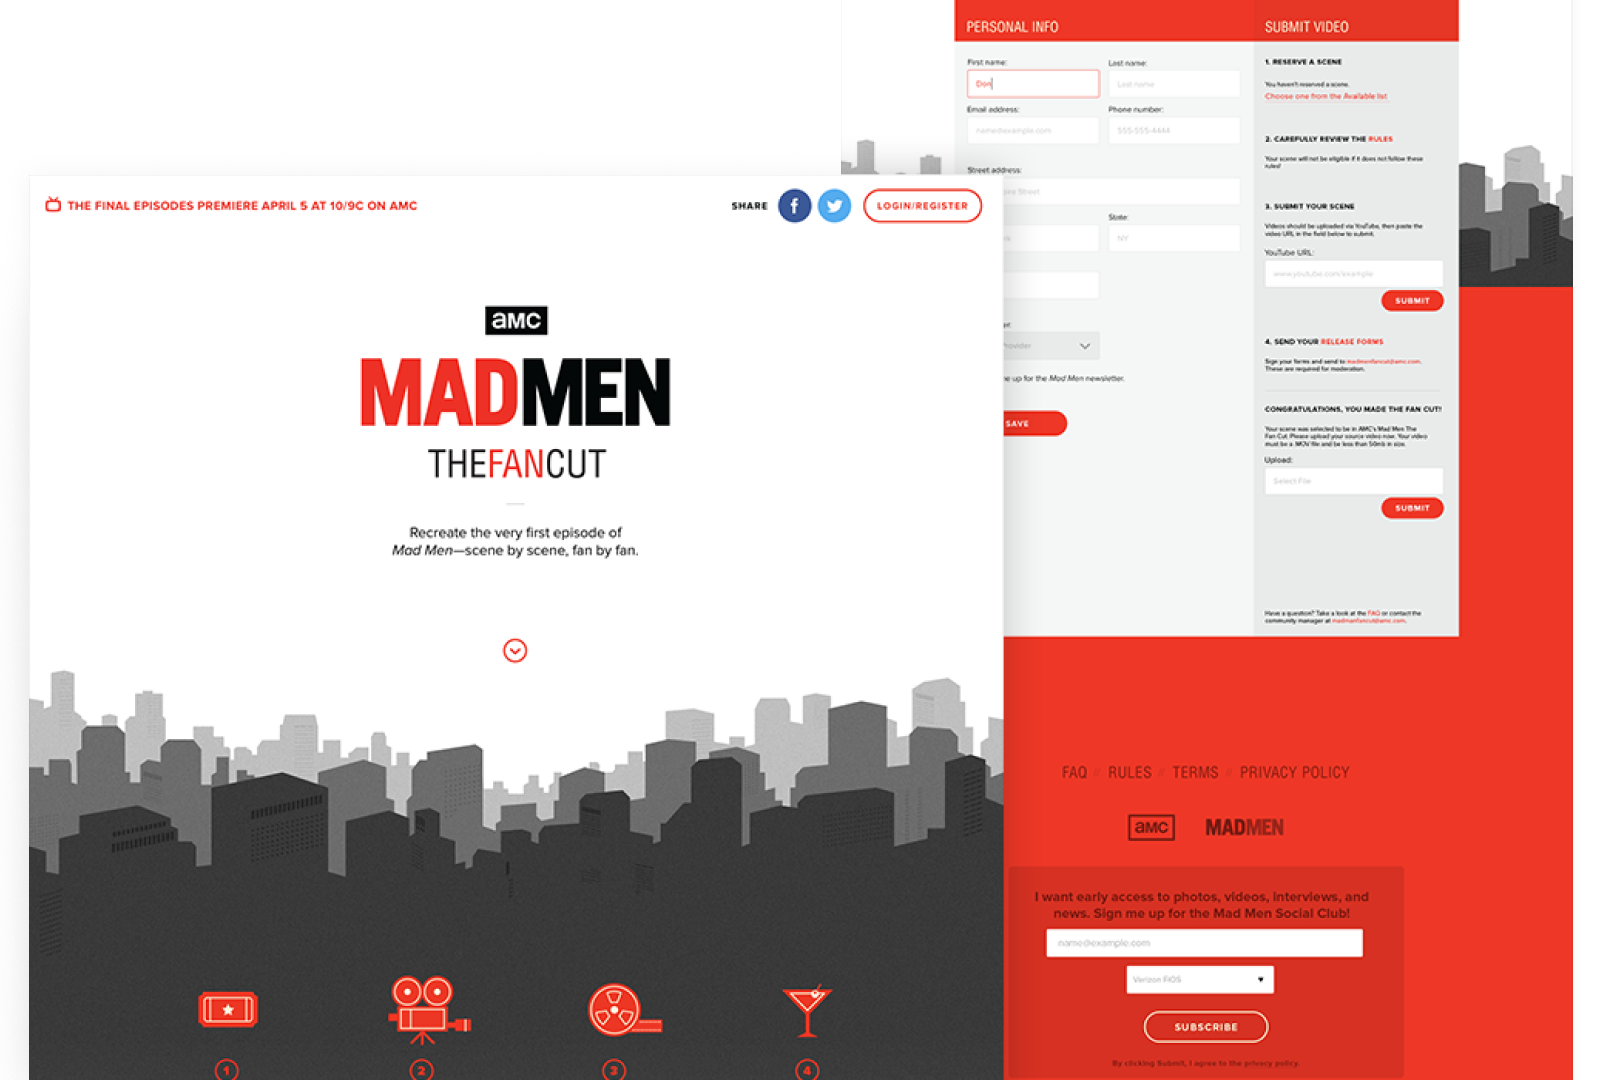 THE FINAL EPISODES PREMIERE APRIL 5 AT 10/9C ON AMC
SHARE
LOGIN/REGISTER
aMC
MADMEN
THEFANCUT
Recreate the very first episode of
Mad Men—scene by scene, fan by fan.
1
2
3
4
PERSONAL INFO
First name:
Last name:
Don
Last name
Email address:
Phone number:
name@example.com
555-555-4444
Street address:
Street
State:
NY
Provider
me up for the Mad Men newsletter.
SAVE
SUBMIT VIDEO
1. RESERVE A SCENE
You haven't reserved a scene.
Choose one from the Available list
2. CAREFULLY REVIEW THE RULES
Your scene will not be eligible if it does not follow these
rules!
3. SUBMIT YOUR SCENE
Videos should be uploaded via YouTube, then paste the
video URL in the field below to submit.
YouTube URL:
www.youtube.com/example
SUBMIT
4. SEND YOUR RELEASE FORMS
Sign your forms and send to madmenfancut@amc.com.
These are required for moderation.
CONGRATULATIONS, YOU MADE THE FAN CUT!
Your scene was selected to be in AMC's Mad Men The
Fan Cut. Please upload your source video now. Your video
must be a .MOV file and be less than 50mb in size.
Upload:
Select File
SUBMIT
Have a question? Take a look at the FAQ or contact the
community manager at madmanfancut@amc.com.
FAQ // RULES // TERMS // PRIVACY POLICY
aMC
MADMEN
I want early access to photos, videos, interviews, and
news. Sign me up for the Mad Men Social Club!
name@example.com
Verizon FiOS
SUBSCRIBE
By clicking Submit, I agree to the privacy policy.